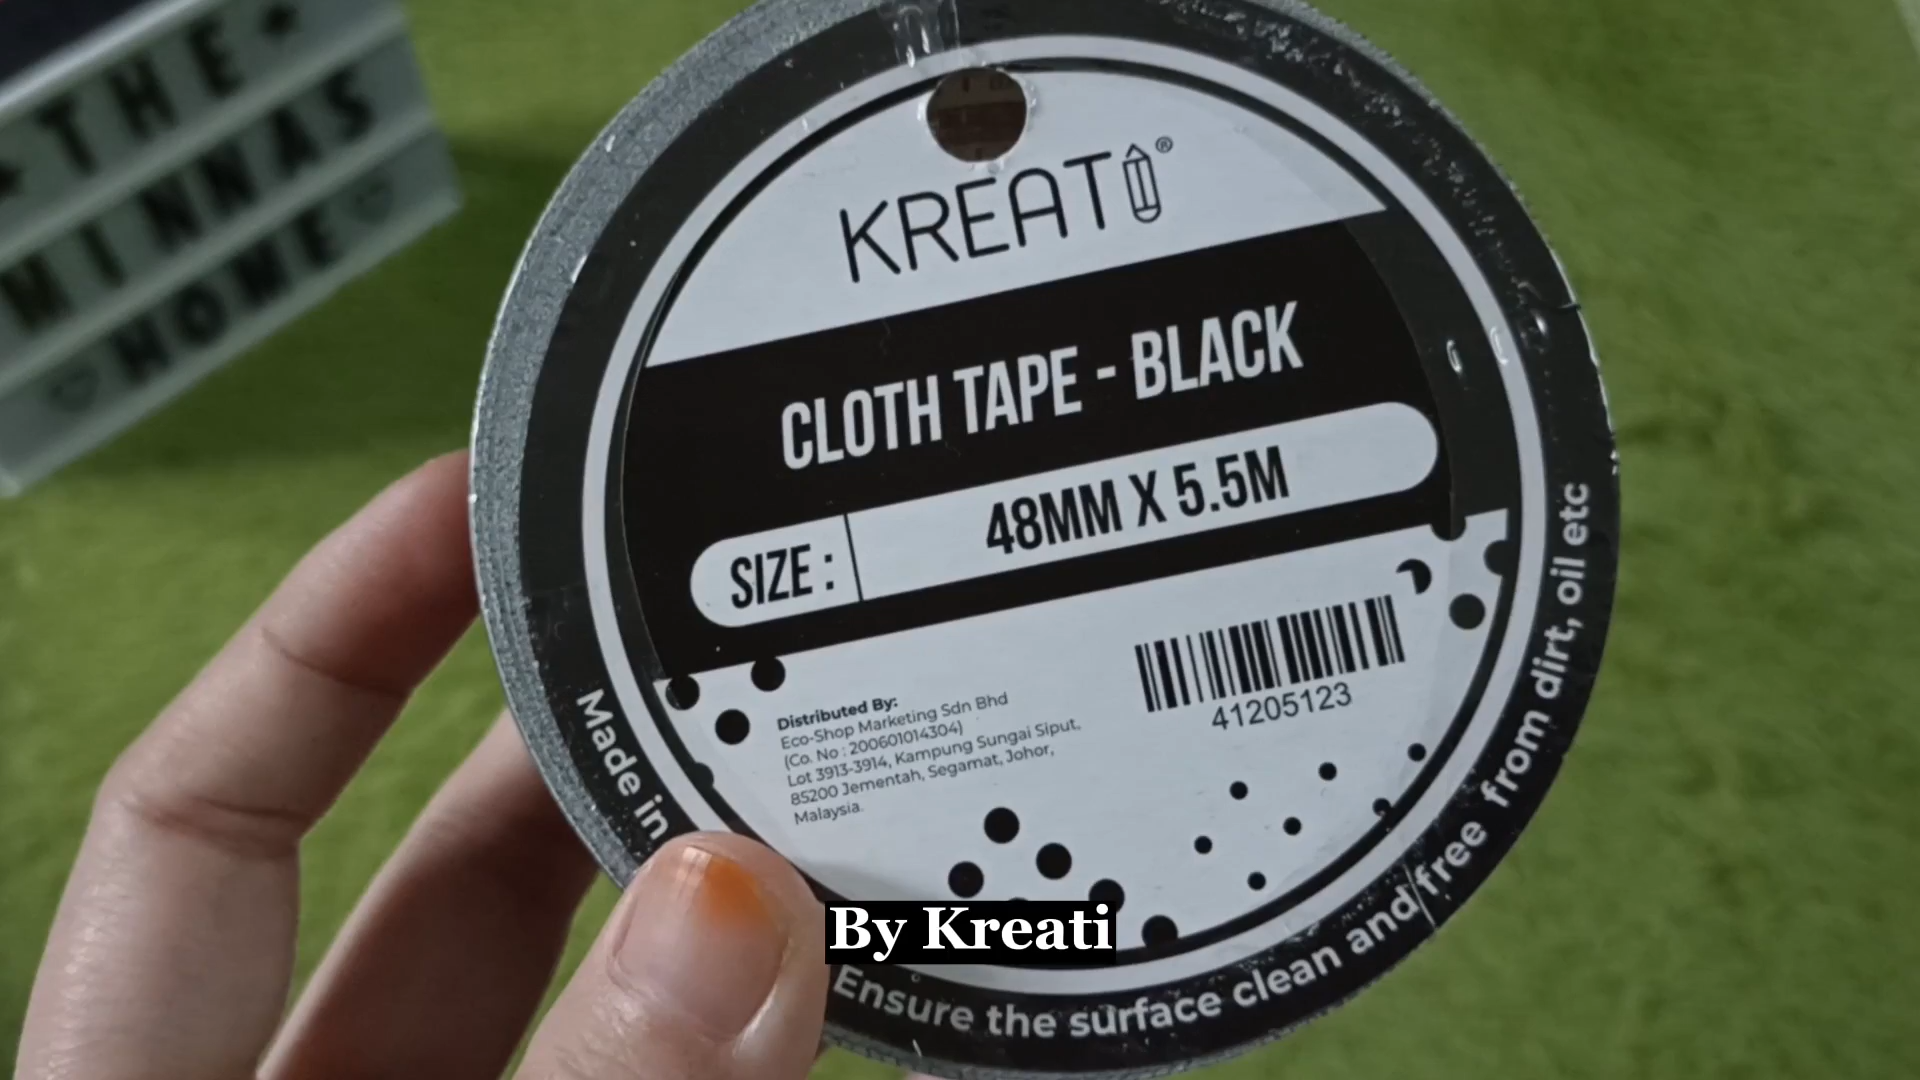 THE
MINNAS
HOME
KREATi®
CLOTH TAPE - BLACK
SIZE : 48MM X 5.5M
Distributed By:
Eco-Shop Marketing Sdn Bhd
(Co. No : 200601014304)
Lot 3913-3914, Kampung Sungai Siput,
85200 Jementah, Segamat, Johor,
Malaysia.
41205123
Made in
Ensure the surface clean and free from dirt, oil etc
By Kreati